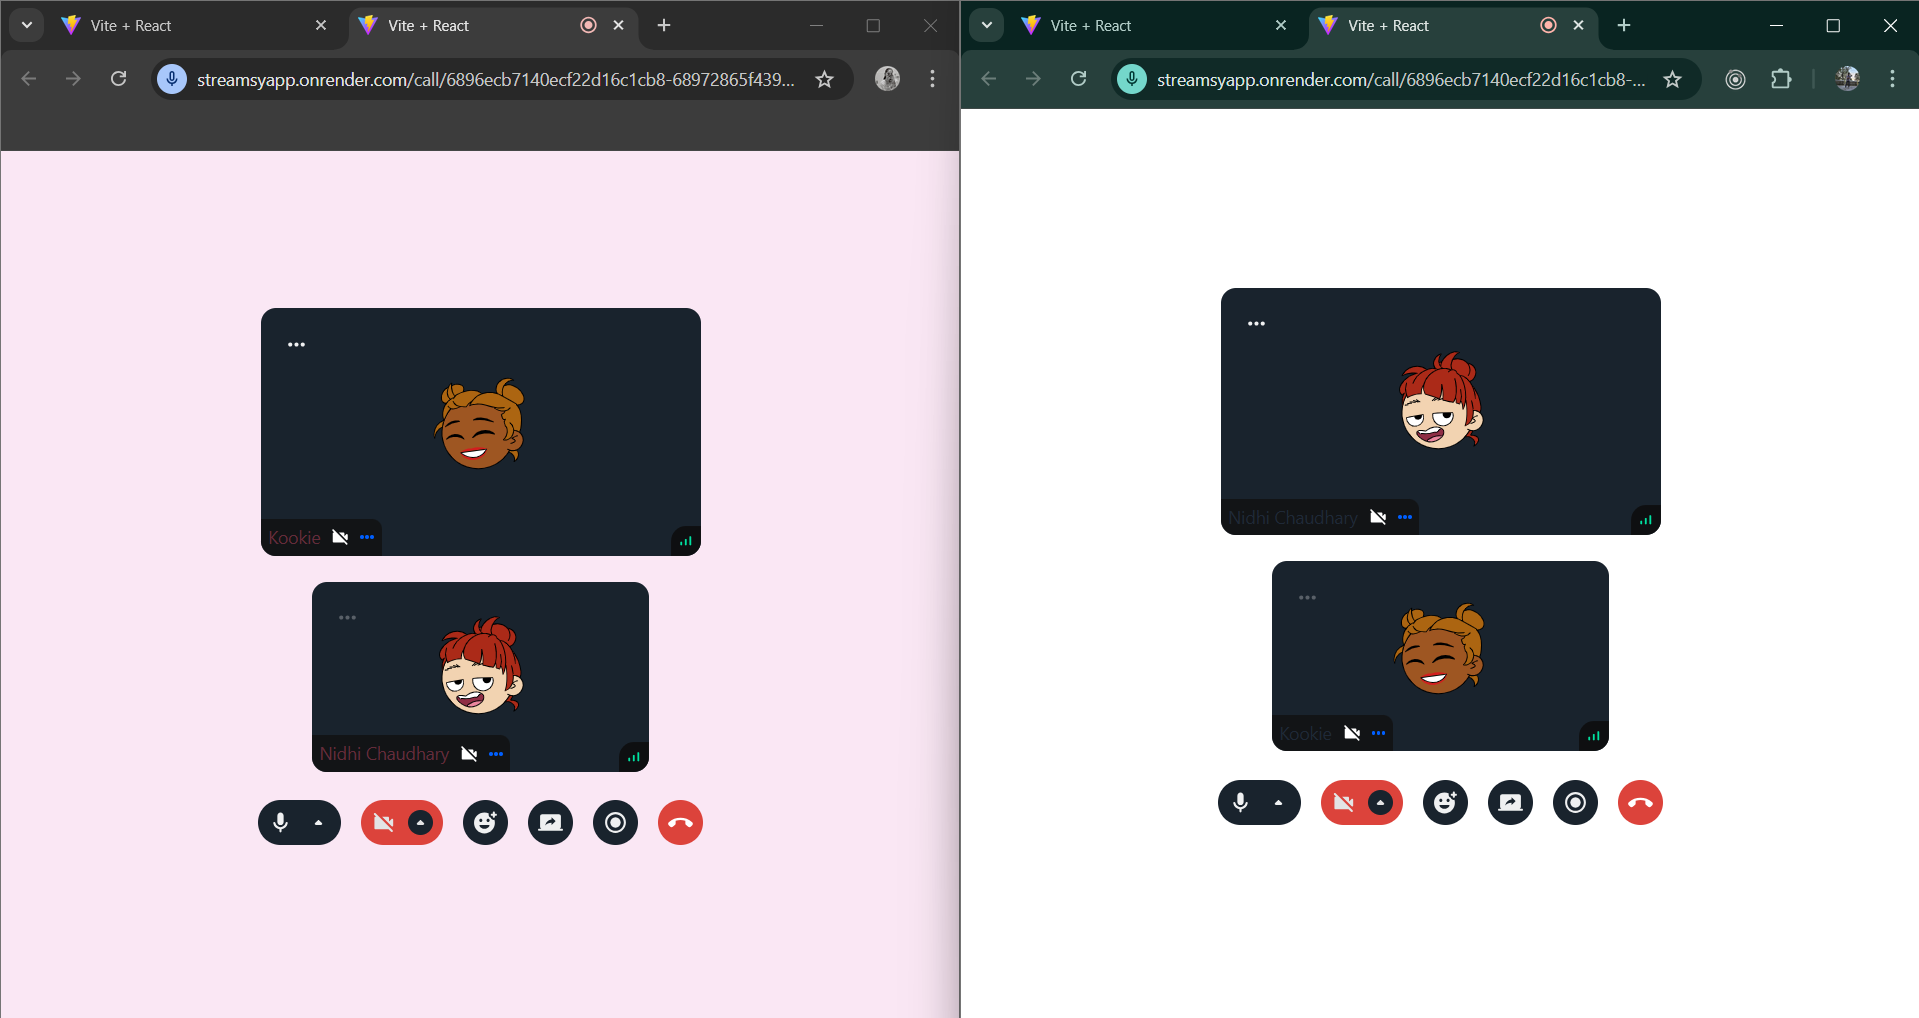 Vite + React
Vite + React
streamsyapp.onrender.com/call/6896ecb7140ecf22d16c1cb8-68972865f439...
Kookie
Nidhi Chaudhary
Vite + React
Vite + React
streamsyapp.onrender.com/call/6896ecb7140ecf22d16c1cb8-...
Nidhi Chaudhary
Kookie